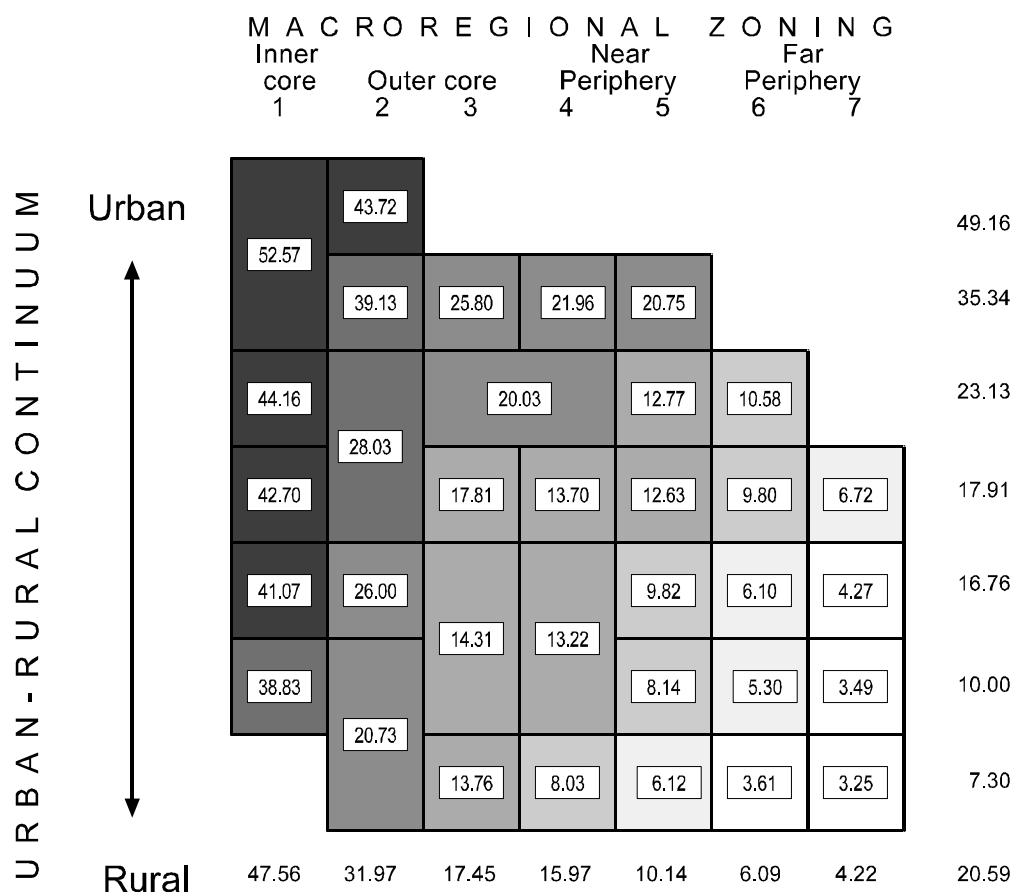 MACROREGIONAL ZONING
Inner core
Outer core
Near Periphery
Far Periphery
1 2 3 4 5 6 7
URBAN-RURAL CONTINUUM
Urban
43.72 49.16
52.57
39.13 25.80 21.96 20.75 35.34
44.16 20.03 12.77 10.58 23.13
28.03
42.70 17.81 13.70 12.63 9.80 6.72 17.91
41.07 26.00 9.82 6.10 4.27 16.76
14.31 13.22
38.83 8.14 5.30 3.49 10.00
20.73
13.76 8.03 6.12 3.61 3.25 7.30
Rural 47.56 31.97 17.45 15.97 10.14 6.09 4.22 20.59